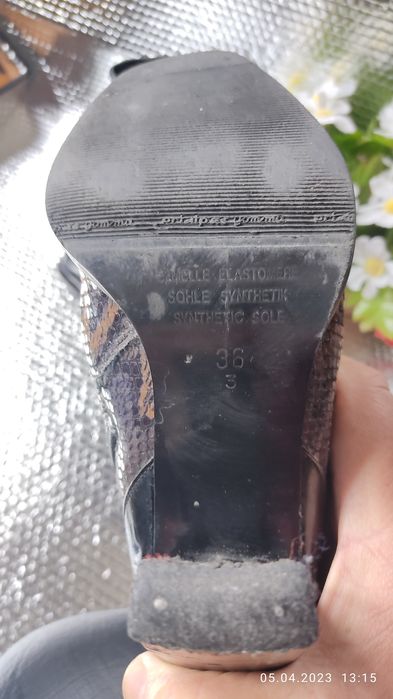 SEMELLE ELASTOMERE
SOHLE SYNTHETIK
SYNTHETIC SOLE
36
3
05.04.2023 13:15